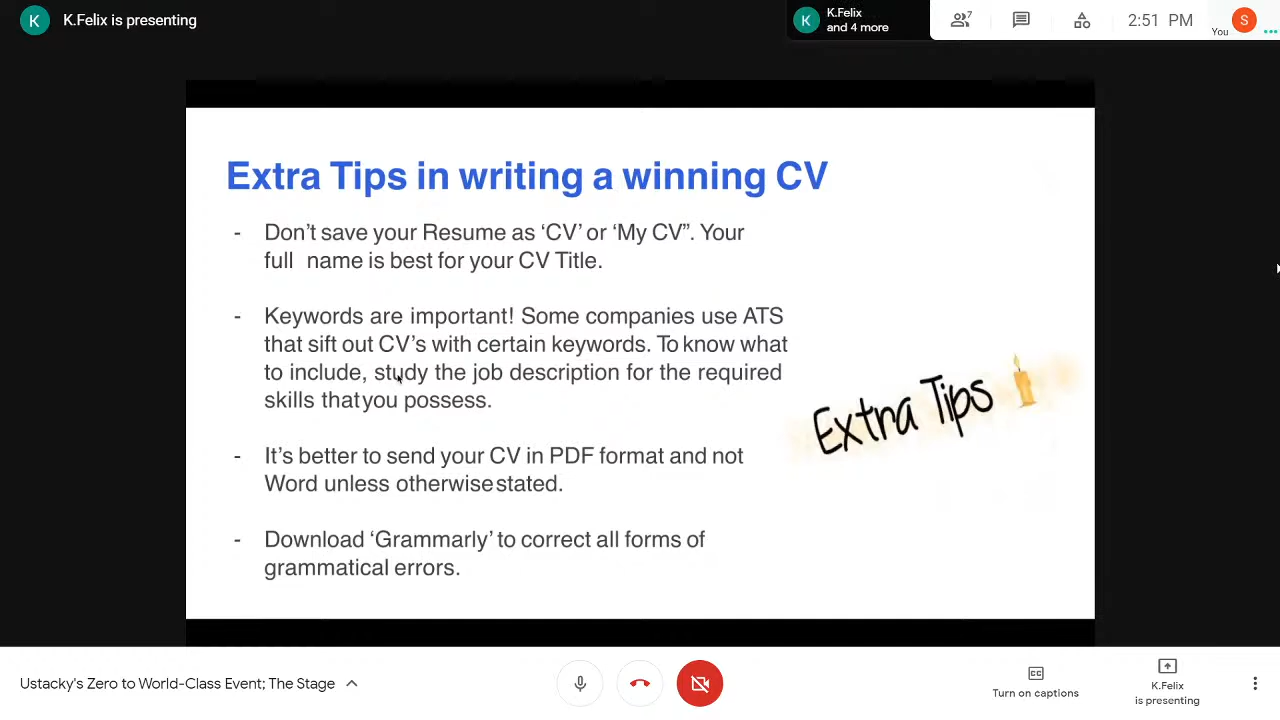 K
K.Felix is presenting
K
K.Felix
and 4 more
7
2:51 PM
You
S
Extra Tips in writing a winning CV
- Don't save your Resume as ‘CV’ or ‘My CV”. Your
full name is best for your CV Title.
- Keywords are important! Some companies use ATS
that sift out CV’s with certain keywords. To know what
to include, study the job description for the required
skills that you possess.
- It’s better to send your CV in PDF format and not
Word unless otherwise stated.
- Download ‘Grammarly’ to correct all forms of
grammatical errors.
Extra Tips
Ustacky's Zero to World-Class Event; The Stage
CC
Turn on captions
K.Felix
is presenting